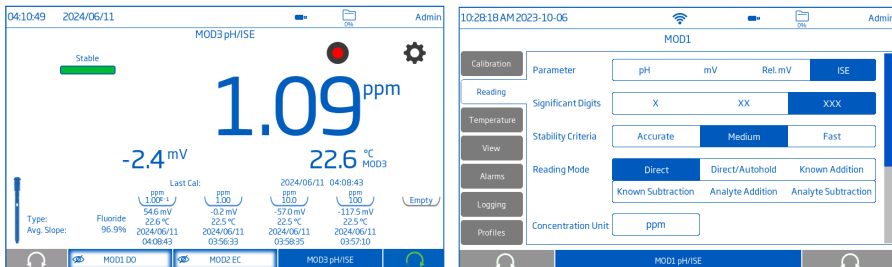 04:10:49 2024/06/11 0% Admin
MOD3 pH/ISE
Stable
1.09 ppm
-2.4 mV 22.6 °C MOD3
Last Cal: 2024/06/11 04:08:43
ppm ppm ppm ppm
1.00E-1 1.00 10.0 100 Empty
54.6 mV -0.2 mV -57.0 mV -117.5 mV
Type: Fluoride 22.6 °C 22.5 °C 22.5 °C 22.5 °C
Avg. Slope: 96.9% 2024/06/11 2024/06/11 2024/06/11 2024/06/11
04:08:43 03:56:33 03:58:35 03:57:10
MOD1 DO MOD2 EC MOD3 pH/ISE
10:28:18 AM 2023-10-06 0% Admin
MOD1
Calibration
Reading
Temperature
View
Alarms
Logging
Profiles
Parameter pH mV Rel. mV ISE
Significant Digits X XX XXX
Stability Criteria Accurate Medium Fast
Reading Mode Direct Direct/Autohold Known Addition
Known Subtraction Analyte Addition Analyte Subtraction
Concentration Unit ppm
MOD1 pH/ISE